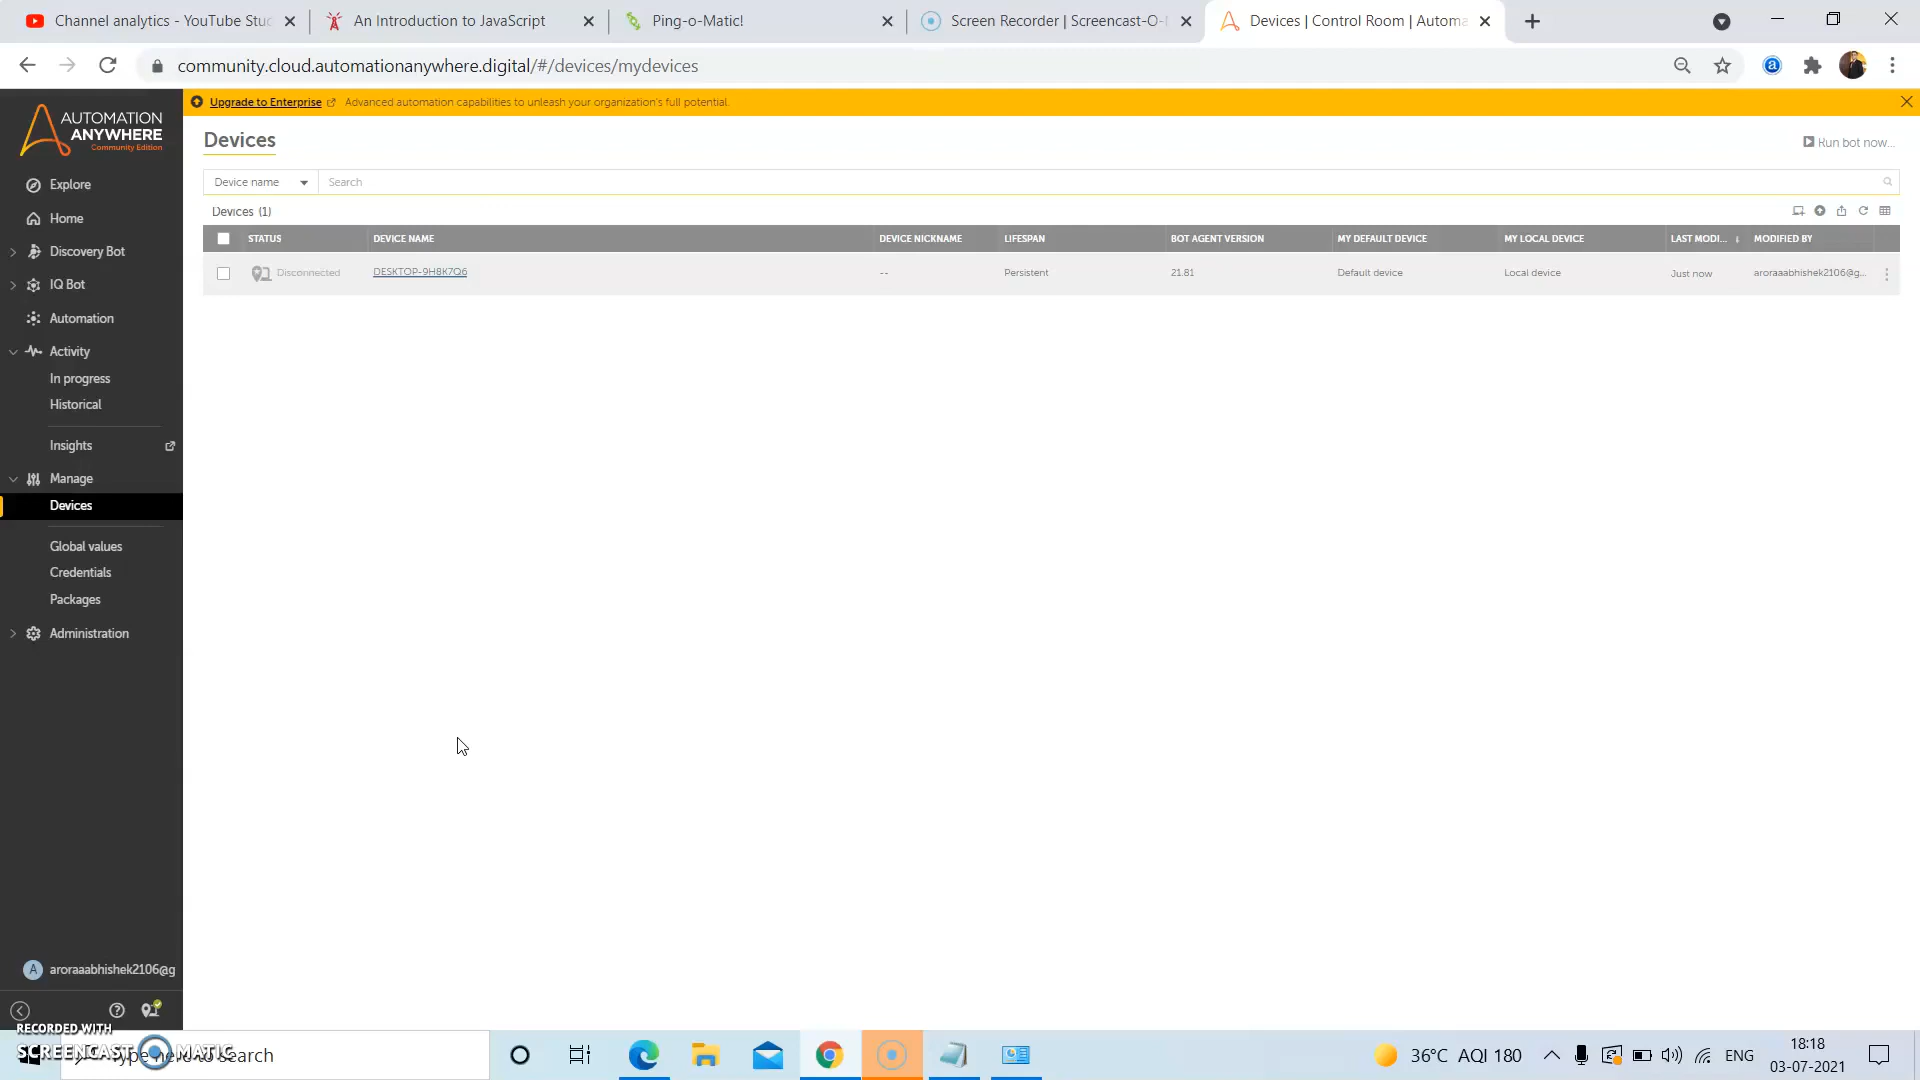 Channel analytics - YouTube Stud
An Introduction to JavaScript
Ping-o-Matic!
Screen Recorder | Screencast-O-
Devices | Control Room | Automa
community.cloud.automationanywhere.digital/#/devices/mydevices
Upgrade to Enterprise Advanced automation capabilities to unleash your organization's full potential.
AUTOMATION
ANYWHERE
Community Edition
Devices
Run bot now...
Device name Search
Devices (1)
STATUS DEVICE NAME DEVICE NICKNAME LIFESPAN BOT AGENT VERSION MY DEFAULT DEVICE MY LOCAL DEVICE LAST MODI... MODIFIED BY
Disconnected DESKTOP-9H8K7Q6 -- Persistent 21.81 Default device Local device Just now aroraaabhishek2106@g...
Explore
Home
Discovery Bot
IQ Bot
Automation
Activity
In progress
Historical
Insights
Manage
Devices
Global values
Credentials
Packages
Administration
A aroraaabhishek2106@g
RECORDED WITH
SCREENCAST MATIC
Type here to Search
36°C AQI 180
ENG
18:18
03-07-2021